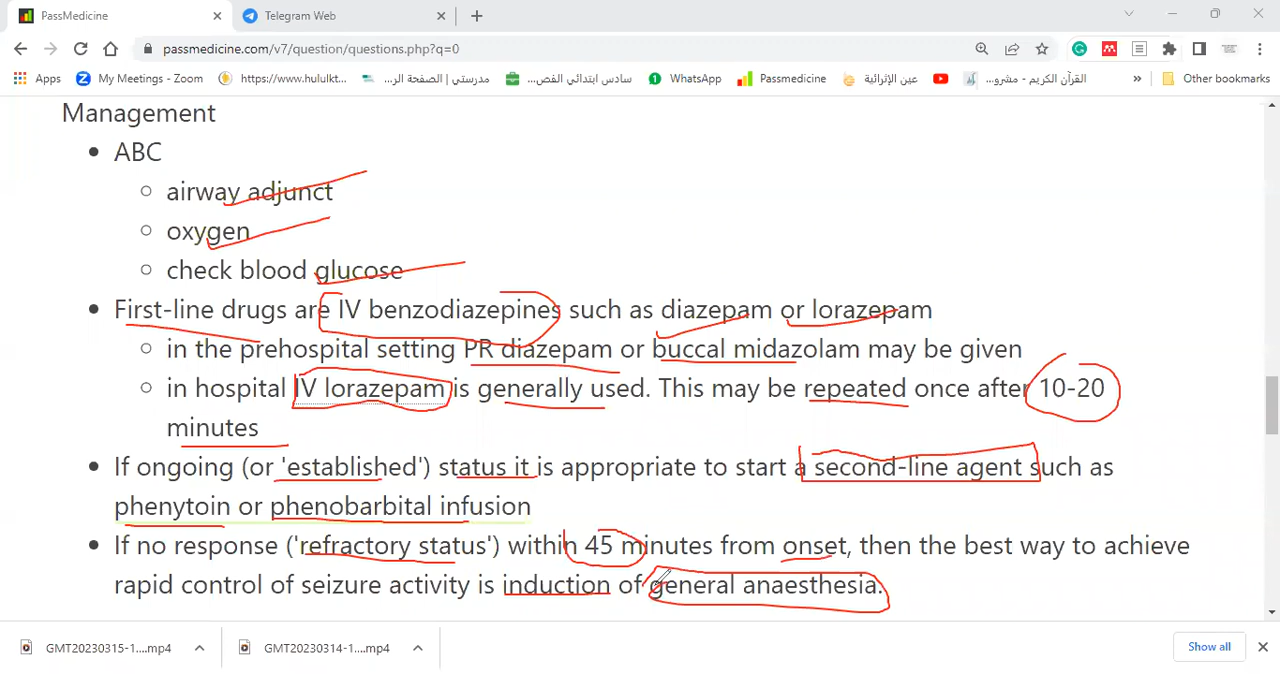 PassMedicine
Telegram Web
passmedicine.com/v7/question/questions.php?q=0
Apps
My Meetings - Zoom
https://www.hululkt...
مدرستي | الصفحة الر...
سادس ابتدائي الفص...
WhatsApp
Passmedicine
عين الإثرائية
القرآن الكريم - مشرو...
»
Other bookmarks
Management
• ABC
○ airway adjunct
○ oxygen
○ check blood glucose
• First-line drugs are IV benzodiazepines such as diazepam or lorazepam
○ in the prehospital setting PR diazepam or buccal midazolam may be given
○ in hospital IV lorazepam is generally used. This may be repeated once after 10-20
minutes
• If ongoing (or 'established') status it is appropriate to start a second-line agent such as
phenytoin or phenobarbital infusion
• If no response ('refractory status') within 45 minutes from onset, then the best way to achieve
rapid control of seizure activity is induction of general anaesthesia.
GMT20230315-1....mp4
GMT20230314-1....mp4
Show all